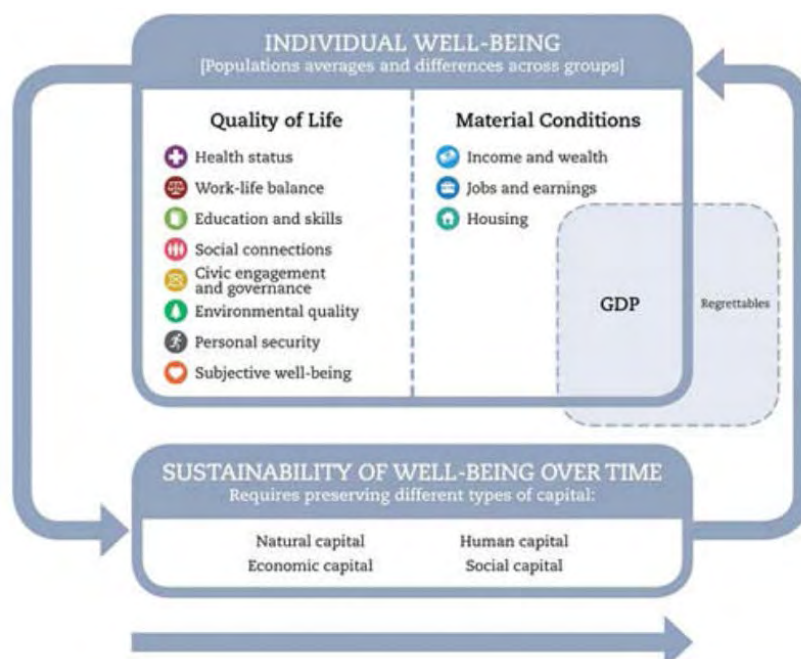 INDIVIDUAL WELL-BEING
[Populations averages and differences across groups]
Quality of Life
Health status
Work-life balance
Education and skills
Social connections
Civic engagement
and governance
Environmental quality
Personal security
Subjective well-being
Material Conditions
Income and wealth
Jobs and earnings
Housing
GDP
Regrettables
SUSTAINABILITY OF WELL-BEING OVER TIME
Requires preserving different types of capital:
Natural capital
Human capital
Economic capital
Social capital